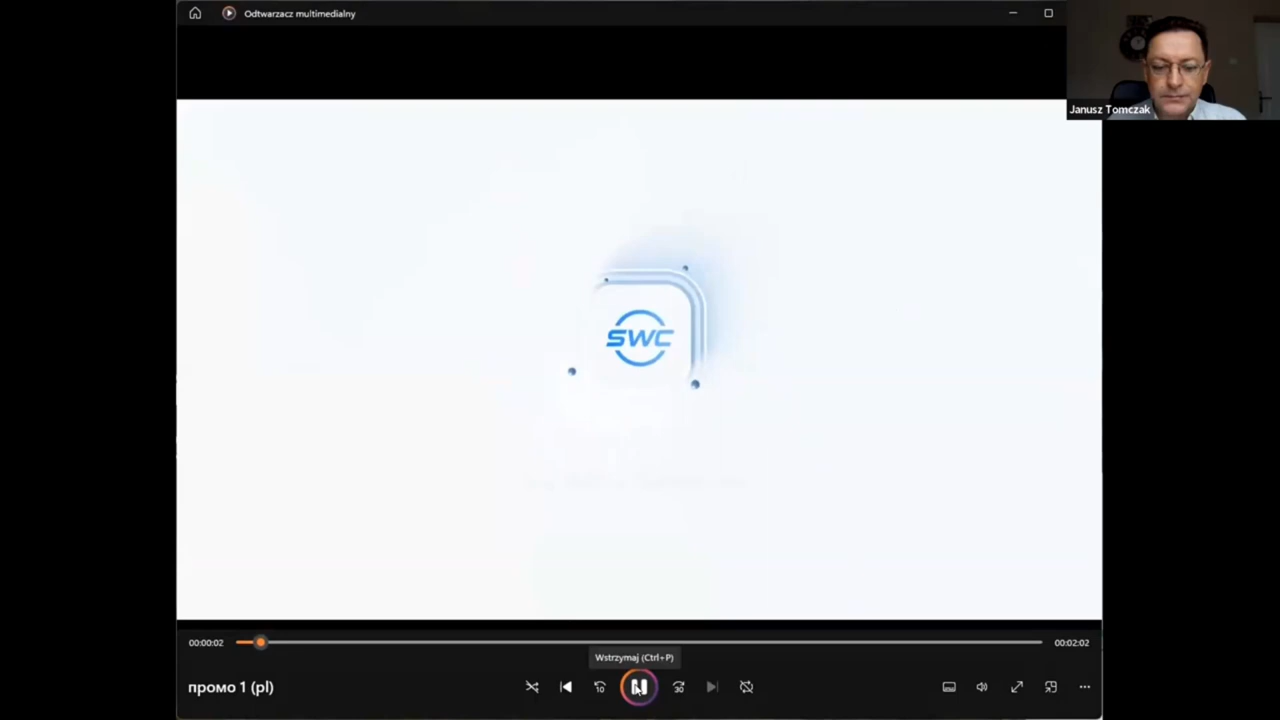 Odtwarzacz multimedialny
Janusz Tomczak
SWC
00:00:02
00:02:02
Wstrzymaj (Ctrl+P)
промо 1 (pl)
10
30